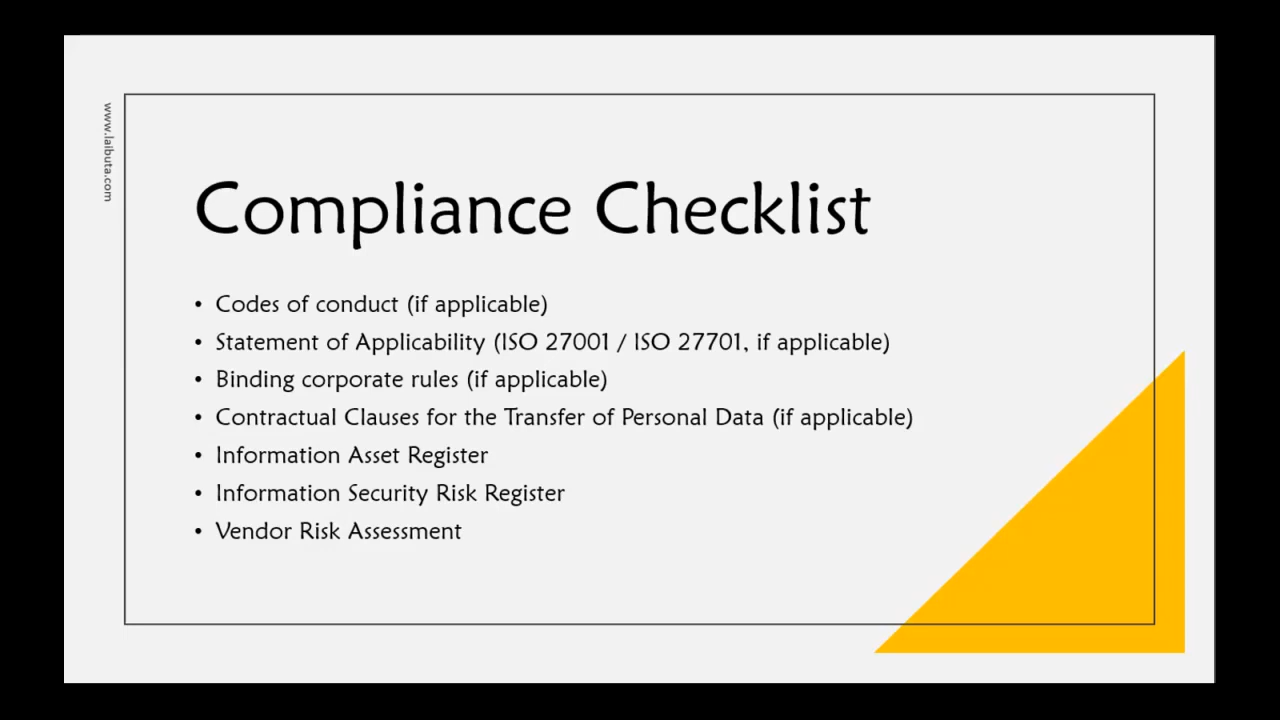 www.laibuta.com
Compliance Checklist
• Codes of conduct (if applicable)
• Statement of Applicability (ISO 27001 / ISO 27701, if applicable)
• Binding corporate rules (if applicable)
• Contractual Clauses for the Transfer of Personal Data (if applicable)
• Information Asset Register
• Information Security Risk Register
• Vendor Risk Assessment